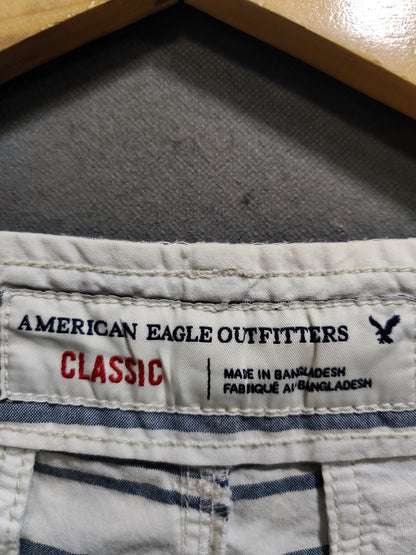 AMERICAN EAGLE OUTFITTERS
CLASSIC
MADE IN BANGLADESH
FABRIQUÉ AU BANGLADESH